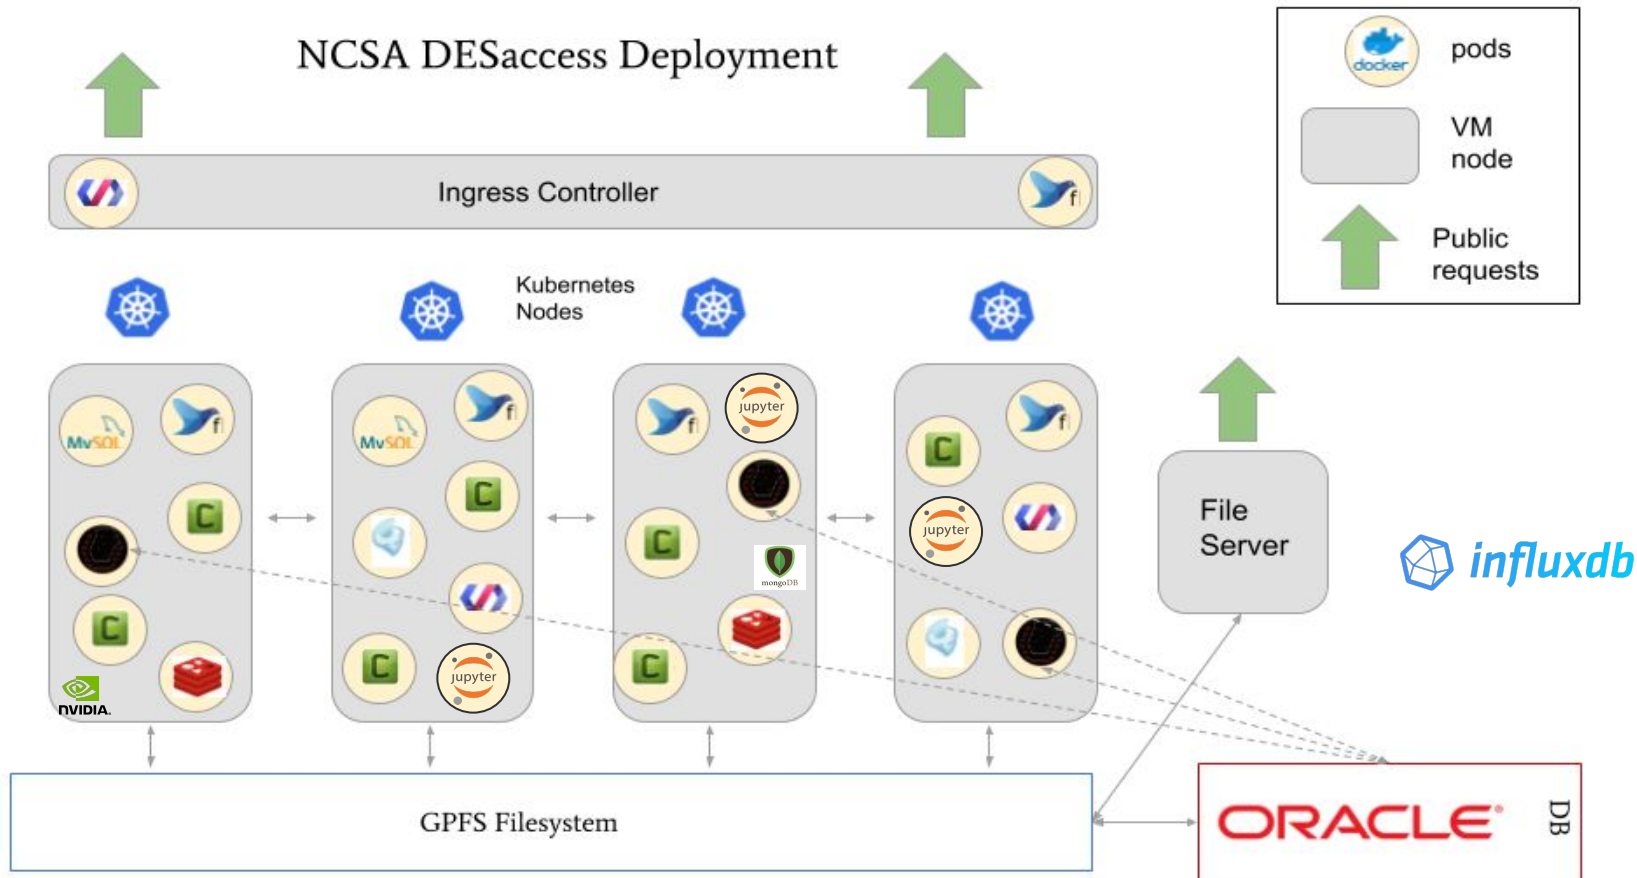 NCSA DESaccess Deployment
docker
pods
VM
node
Public
requests
Ingress Controller
f
Kubernetes
Nodes
MySQL
f
MySQL
f
f
jupyter
f
C
C
C
C
jupyter
mongoDB
C
C
C
jupyter
NVIDIA.
File
Server
influxdb
GPFS Filesystem
ORACLE
DB